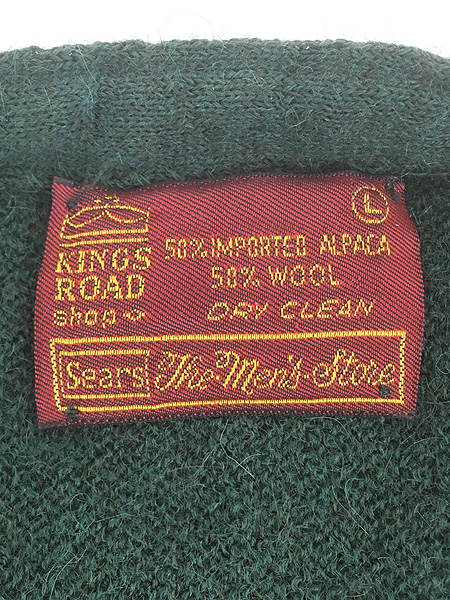 L
KINGS
ROAD
Shop
50% IMPORTED ALPACA
50% WOOL
DRY CLEAN
Sears The Men's Store